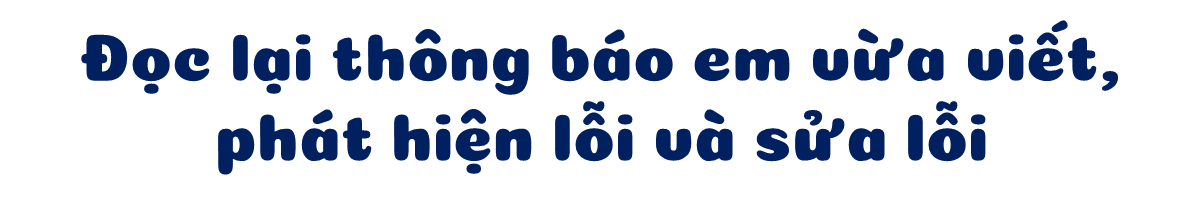 Đọc lại thông báo em vừa viết,
phát hiện lỗi và sửa lỗi